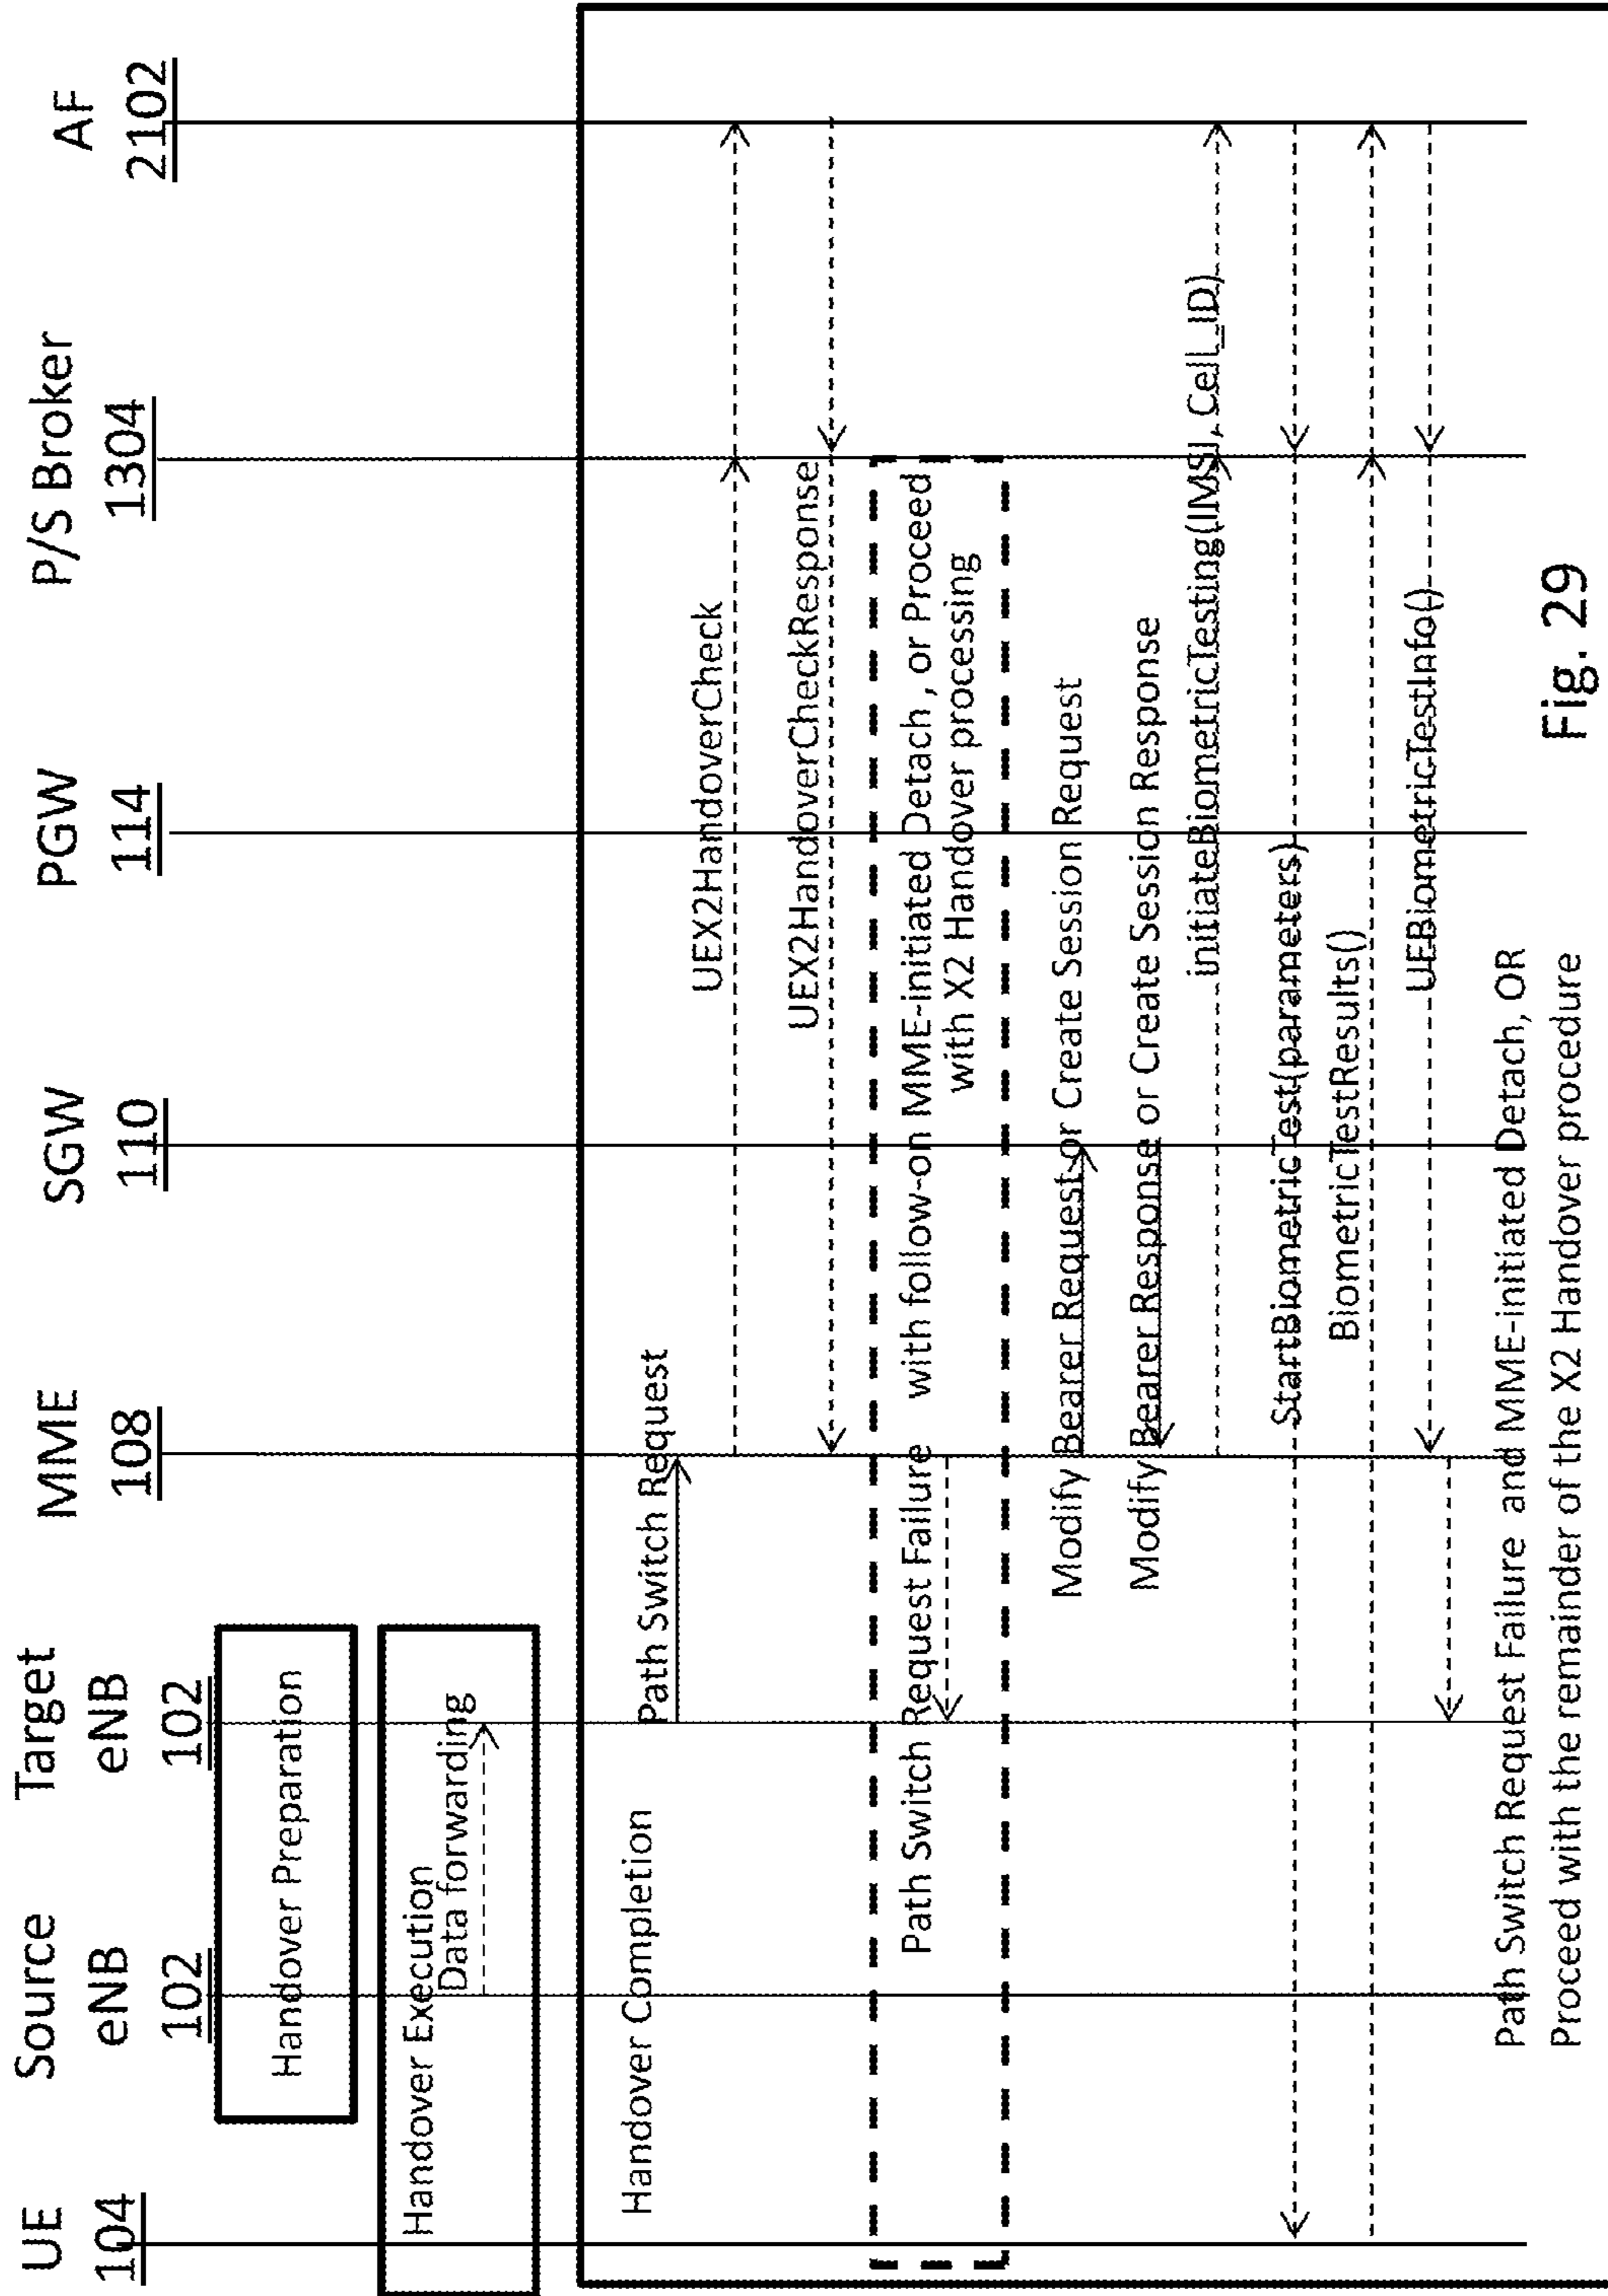 UE
104
Source
eNB
102
Target
eNB
102
MME
108
SGW
110
PGW
114
P/S Broker
1304
AF
2102
Handover Preparation
Handover Execution
Data forwarding
Handover Completion
Path Switch Request
UEX2HandoverCheck
UEX2HandoverCheckResponse
Path Switch Request Failure with follow-on MME-initiated Detach , or Proceed
with X2 Handover processing
Modify Bearer Request or Create Session Request
Modify Bearer Response or Create Session Response
initiateBiometricTesting(IMSI, Cell_ID)
StartBiometricTest(parameters)
BiometricTestResults()
UEBiometricTestInfo()
Path Switch Request Failure and MME-initiated Detach, OR
Proceed with the remainder of the X2 Handover procedure
Fig. 29